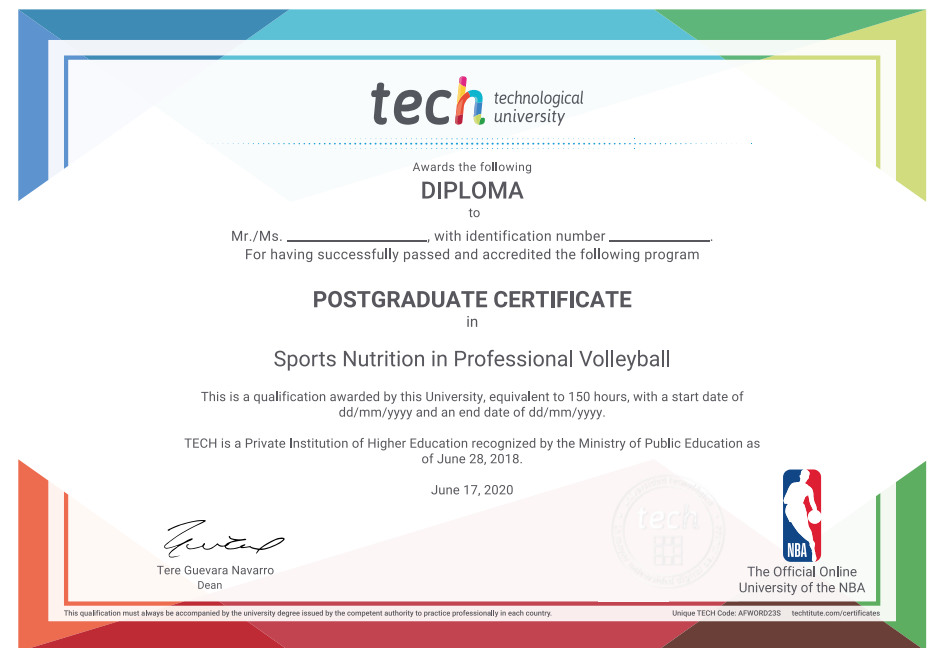 tech technological
university
Awards the following
DIPLOMA
to
Mr./Ms. ________________, with identification number ____________.
For having successfully passed and accredited the following program
POSTGRADUATE CERTIFICATE
in
Sports Nutrition in Professional Volleyball
This is a qualification awarded by this University, equivalent to 150 hours, with a start date of
dd/mm/yyyy and an end date of dd/mm/yyyy.
TECH is a Private Institution of Higher Education recognized by the Ministry of Public Education as
of June 28, 2018.
June 17, 2020
tech
NBA
Tere Guevara Navarro
Dean
The Official Online
University of the NBA
This qualification must always be accompanied by the university degree issued by the competent authority to practice professionally in each country.
Unique TECH Code: AFWORD23S techtitute.com/certificates